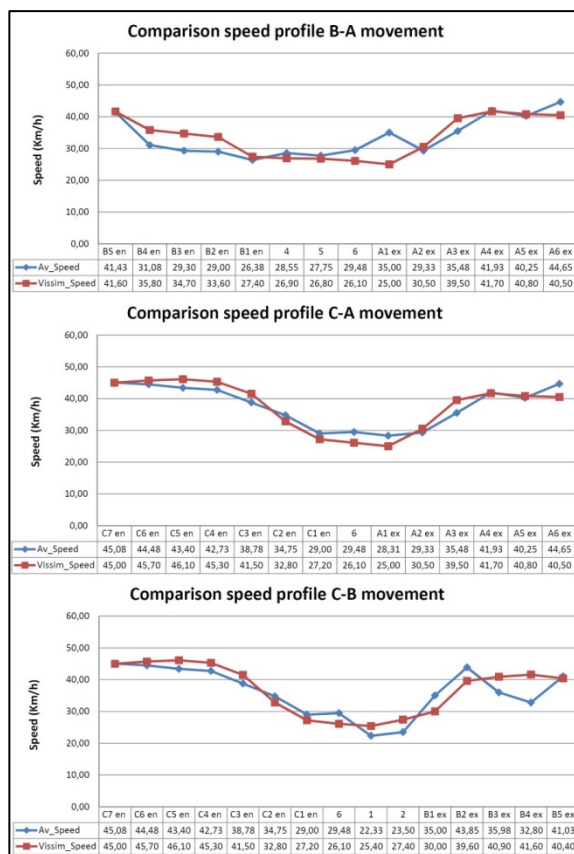 Comparison speed profile B-A movement
60,00
50,00
40,00
30,00
20,00
10,00
0,00
Speed (Km/h)
B5 en B4 en B3 en B2 en B1 en 4 5 6 A1 ex A2 ex A3 ex A4 ex A5 ex A6 ex
Av_Speed 41,43 31,08 29,30 29,00 26,38 28,55 27,75 29,48 35,00 29,33 35,48 41,93 40,25 44,65
Vissim_Speed 41,60 35,80 34,70 33,60 27,40 26,90 26,80 26,10 25,00 30,50 39,50 41,70 40,80 40,50
Comparison speed profile C-A movement
60,00
50,00
40,00
30,00
20,00
10,00
0,00
Speed (Km/h)
C7 en C6 en C5 en C4 en C3 en C2 en C1 en 6 A1 ex A2 ex A3 ex A4 ex A5 ex A6 ex
Av_Speed 45,08 44,48 43,40 42,73 38,78 34,75 29,00 29,48 28,31 29,33 35,48 41,93 40,25 44,65
Vissim_Speed 45,00 45,70 46,10 45,30 41,50 32,80 27,20 26,10 25,00 30,50 39,50 41,70 40,80 40,50
Comparison speed profile C-B movement
60,00
50,00
40,00
30,00
20,00
10,00
0,00
Speed (Km/h)
C7 en C6 en C5 en C4 en C3 en C2 en C1 en 6 1 2 B1 ex B2 ex B3 ex B4 ex B5 ex
Av_Speed 45,08 44,48 43,40 42,73 38,78 34,75 29,00 29,48 22,33 23,50 35,00 43,85 35,98 32,80 41,03
Vissim_Speed 45,00 45,70 46,10 45,30 41,50 32,80 27,20 26,10 25,40 27,40 30,00 39,60 40,90 41,60 40,40